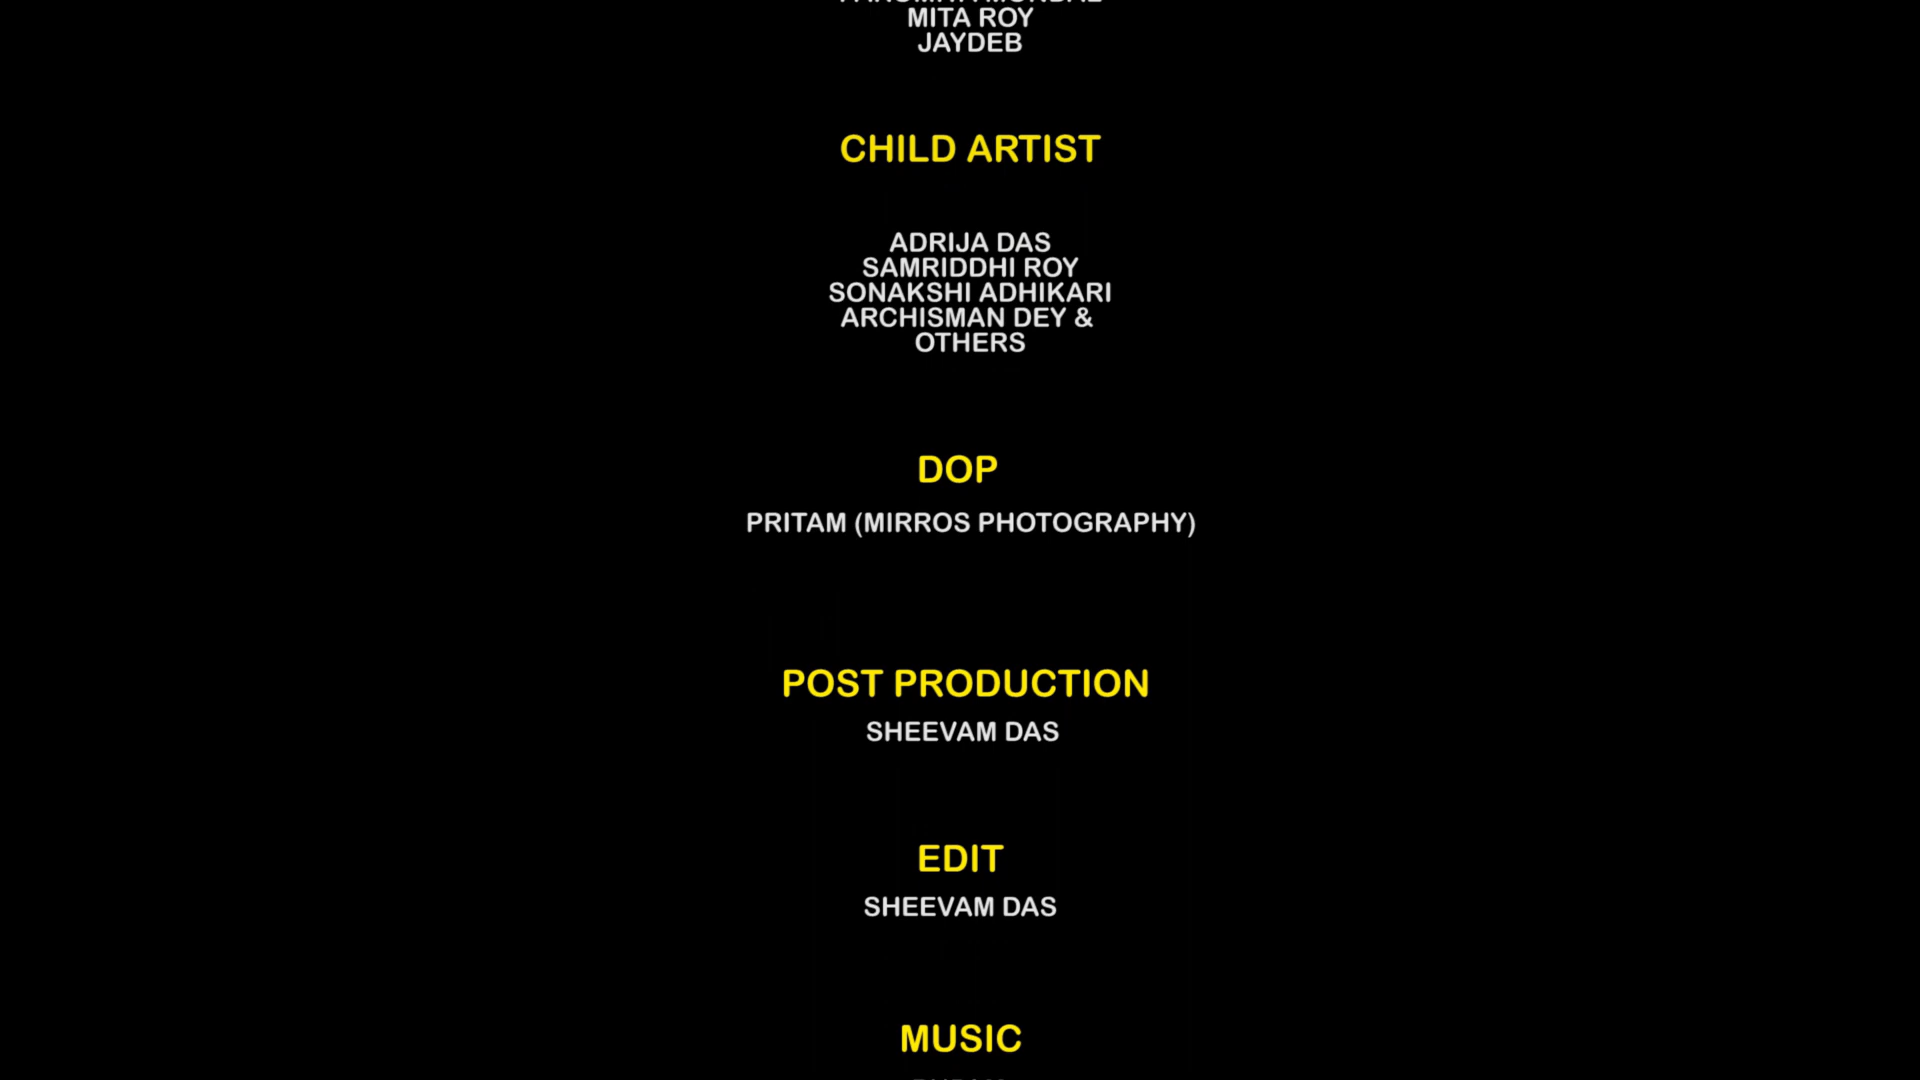 MITA ROY
JAYDEB
CHILD ARTIST
ADRIJA DAS
SAMRIDDHI ROY
SONAKSHI ADHIKARI
ARCHISMAN DEY &
OTHERS
DOP
PRITAM (MIRROS PHOTOGRAPHY)
POST PRODUCTION
SHEEVAM DAS
EDIT
SHEEVAM DAS
MUSIC